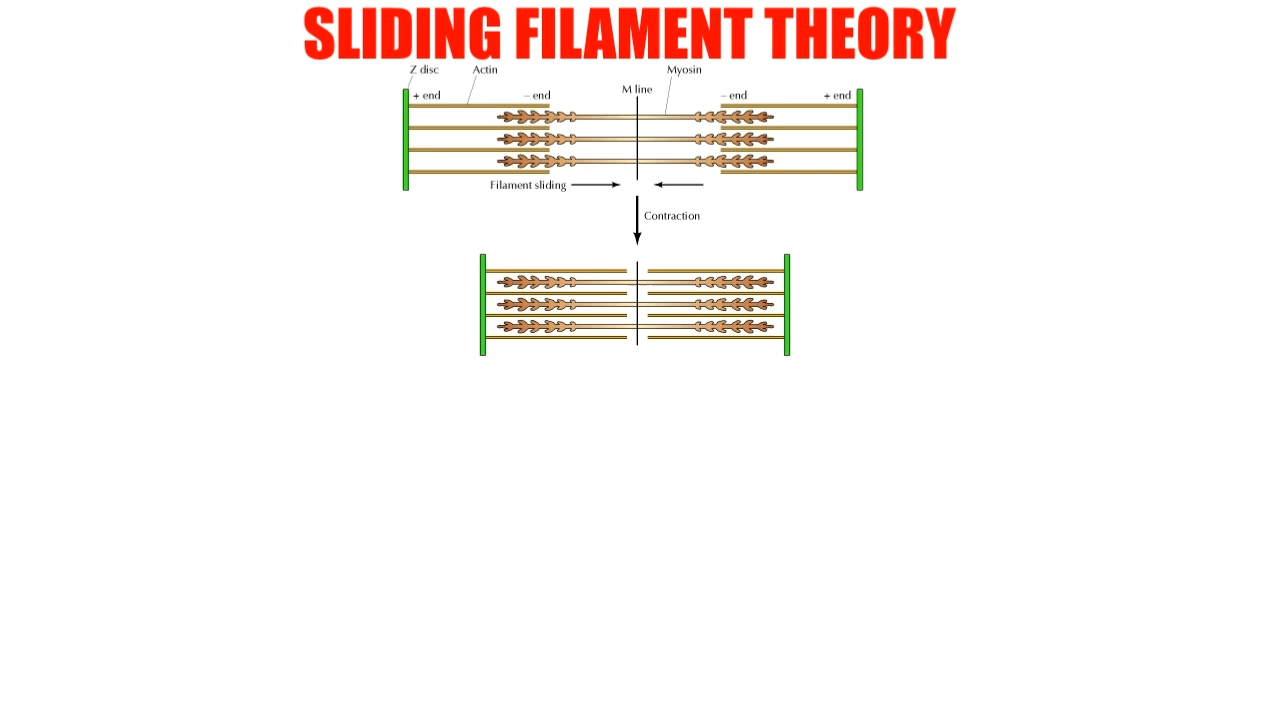 SLIDING FILAMENT THEORY
Z disc Actin Myosin
+ end – end M line – end + end
Filament sliding
Contraction